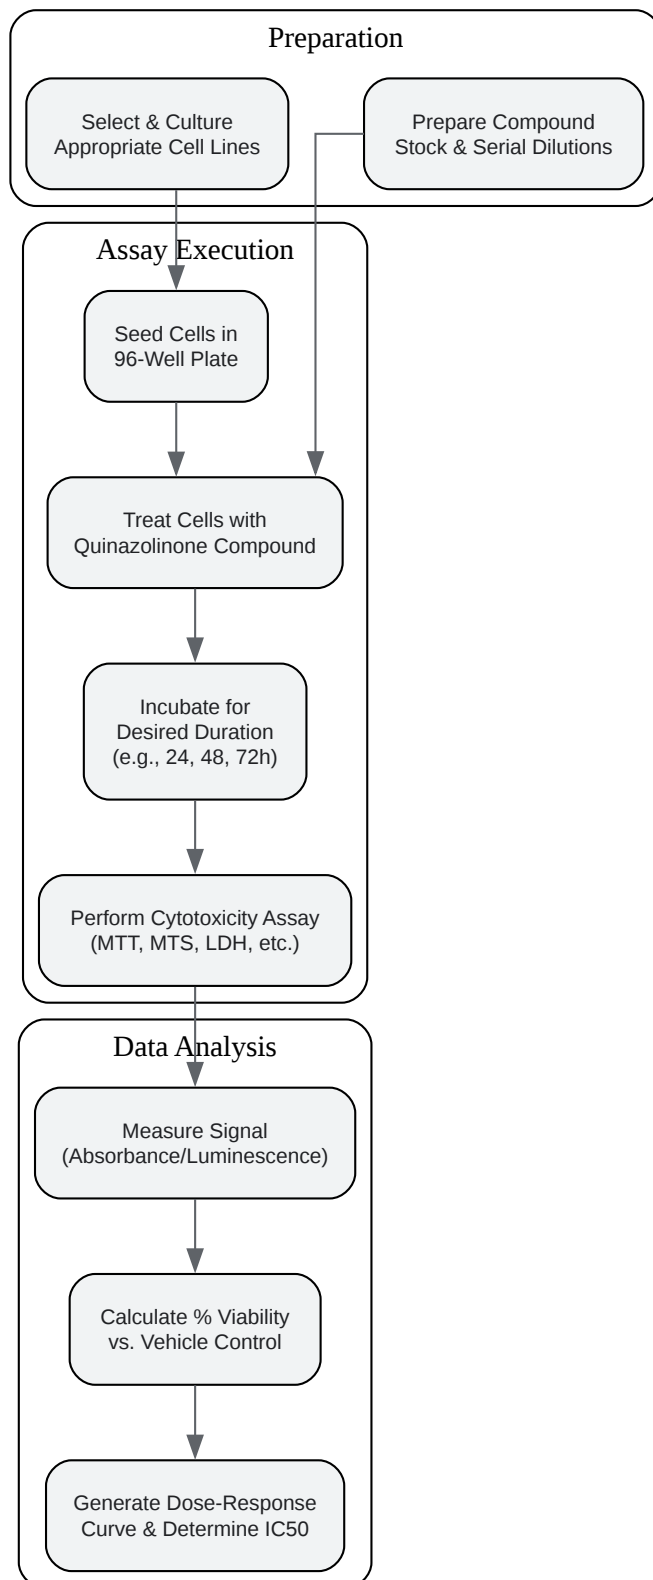 Preparation
Select & Culture
Appropriate Cell Lines
Prepare Compound
Stock & Serial Dilutions
Assay Execution
Seed Cells in
96-Well Plate
Treat Cells with
Quinazolinone Compound
Incubate for
Desired Duration
(e.g., 24, 48, 72h)
Perform Cytotoxicity Assay
(MTT, MTS, LDH, etc.)
Data Analysis
Measure Signal
(Absorbance/Luminescence)
Calculate % Viability
vs. Vehicle Control
Generate Dose-Response
Curve & Determine IC50